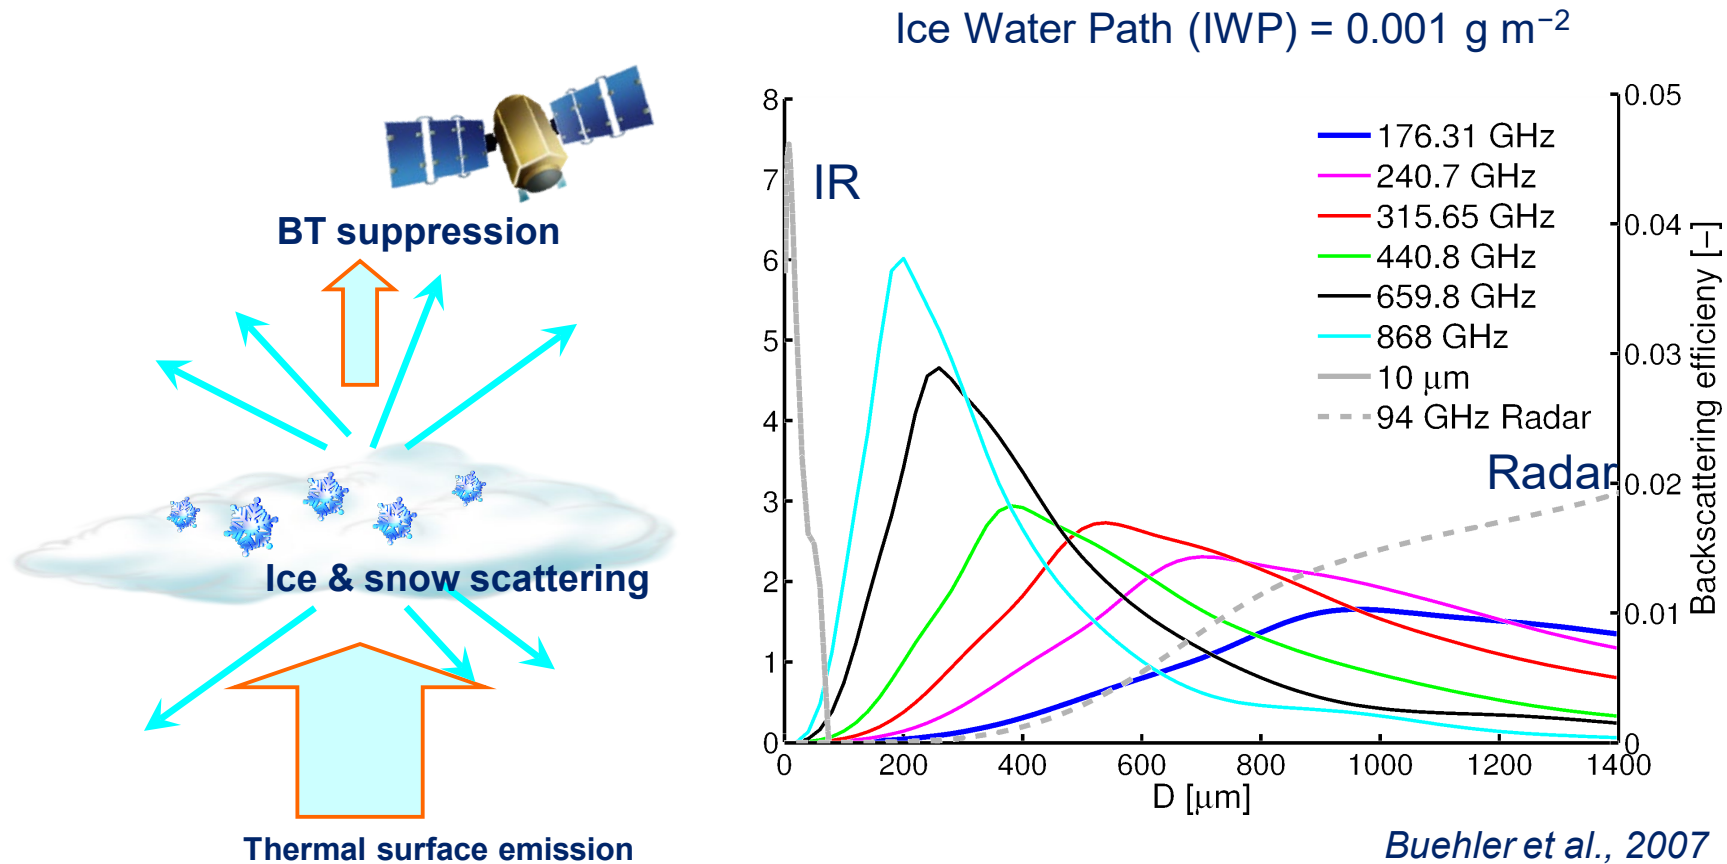 Ice Water Path (IWP) = 0.001 g m⁻²
BT suppression
Ice & snow scattering
Thermal surface emission
8
7
6
5
4
3
2
1
0
IR
176.31 GHz
240.7 GHz
315.65 GHz
440.8 GHz
659.8 GHz
868 GHz
10 μm
94 GHz Radar
Radar
0.05
0.04
0.03
0.02
0.01
0
Backscattering efficieny [–]
0 200 400 600 800 1000 1200 1400
D [μm]
Buehler et al., 2007